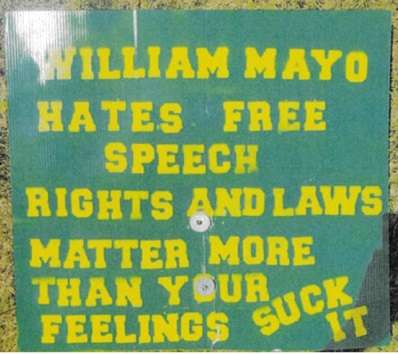 WILLIAM MAYO
HATES FREE
SPEECH
RIGHTS AND LAWS
MATTER MORE
THAN YOUR
FEELINGS SUCK
IT